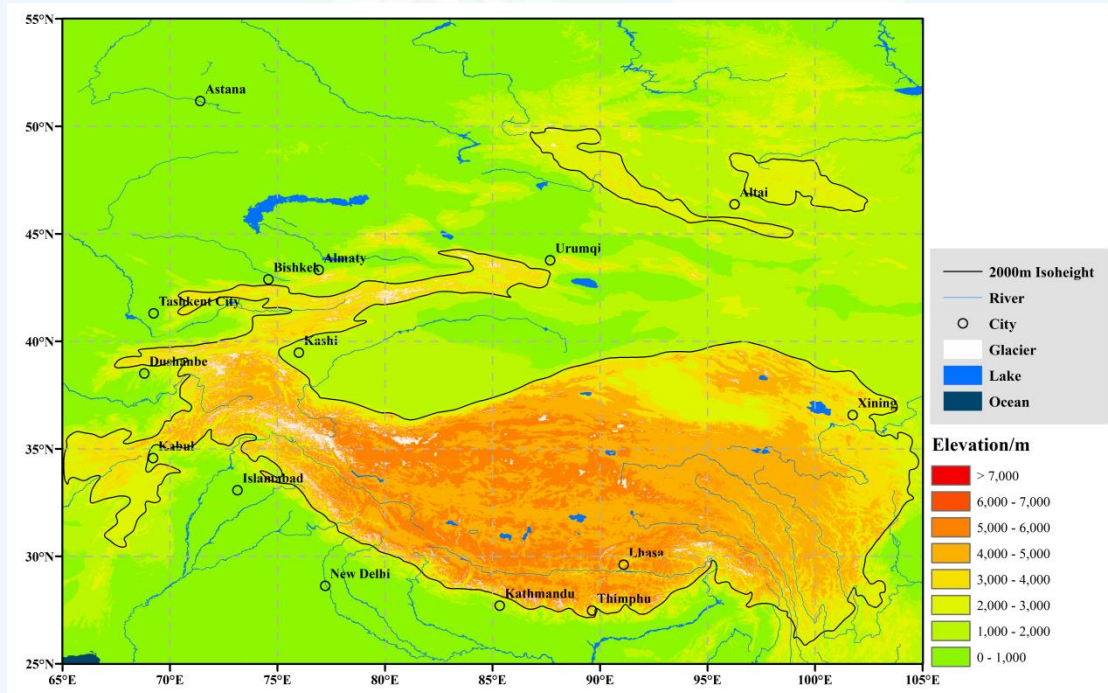 55°N
50°N
45°N
40°N
35°N
30°N
25°N
65°E
70°E
75°E
80°E
85°E
90°E
95°E
100°E
105°E
Astana
Altai
Urumqi
Almaty
Bishkek
Tashkent City
Kashi
Dushanbe
Xining
Kabul
Islamabad
Lhasa
New Delhi
Kathmandu
Thimphu
2000m Isoheight
River
City
Glacier
Lake
Ocean
Elevation/m
> 7,000
6,000 - 7,000
5,000 - 6,000
4,000 - 5,000
3,000 - 4,000
2,000 - 3,000
1,000 - 2,000
0 - 1,000